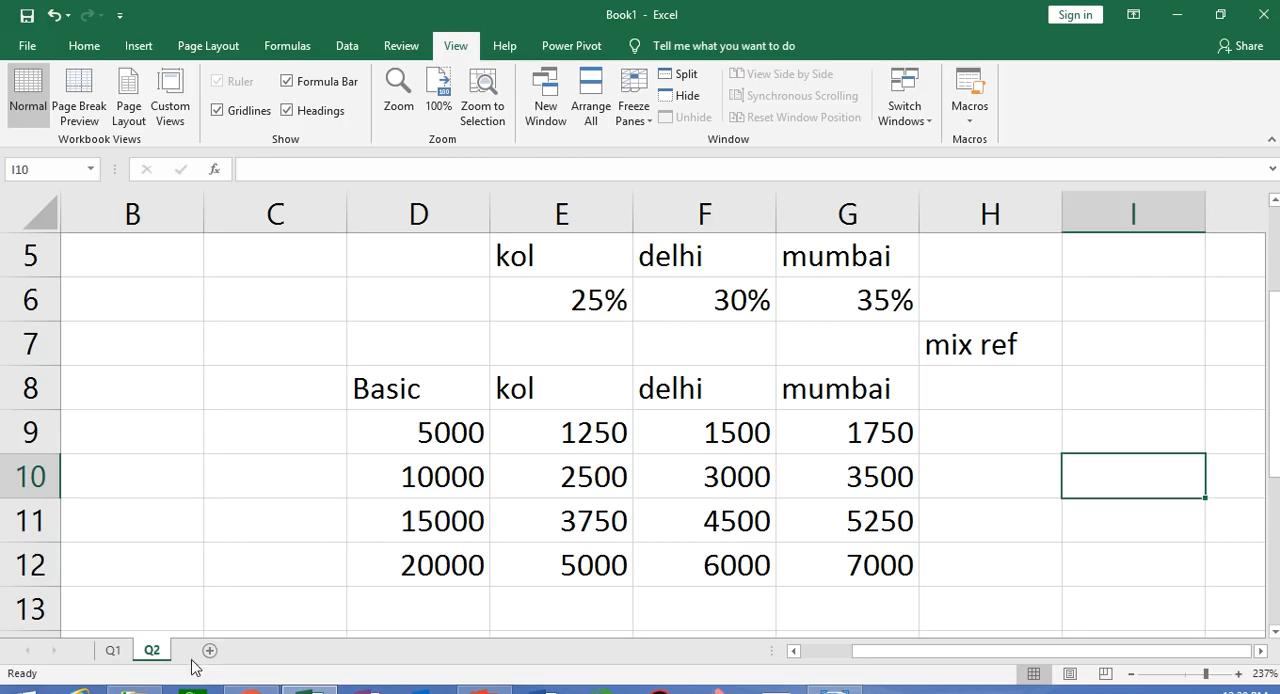 Book1 - Excel
Sign in
File Home Insert Page Layout Formulas Data Review View Help Power Pivot Tell me what you want to do Share
Normal Page Break Preview Page Layout Custom Views
Workbook Views
Ruler Formula Bar
Gridlines Headings
Show
Zoom 100% Zoom to Selection
Zoom
New Window Arrange All Freeze Panes
Split
Hide
Unhide
View Side by Side
Synchronous Scrolling
Reset Window Position
Window
Switch Windows
Macros
Macros
I10 fx
B C D E F G H I
5 kol delhi mumbai
6 25% 30% 35%
7 mix ref
8 Basic kol delhi mumbai
9 5000 1250 1500 1750
10 10000 2500 3000 3500
11 15000 3750 4500 5250
12 20000 5000 6000 7000
13
Q1 Q2
Ready 237%